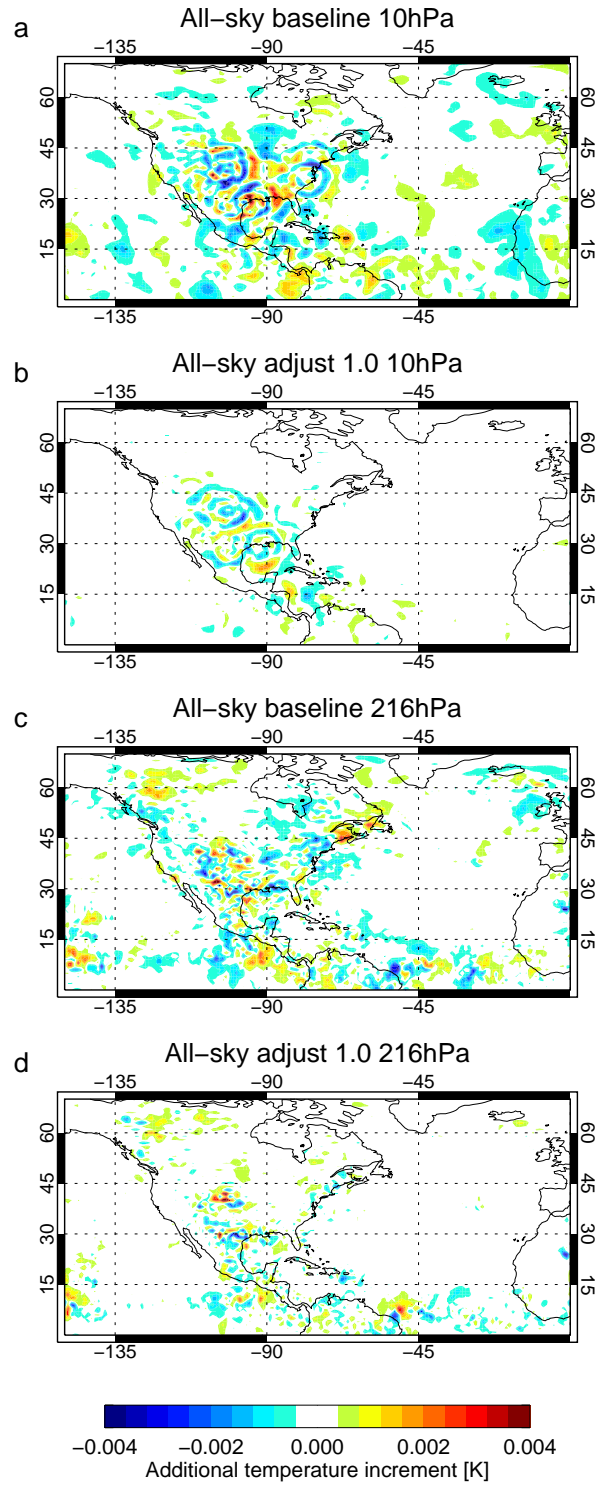 a
All−sky baseline 10hPa
−135 −90 −45
60 60
45 45
30 30
15 15
−135 −90 −45
b
All−sky adjust 1.0 10hPa
−135 −90 −45
60 60
45 45
30 30
15 15
−135 −90 −45
c
All−sky baseline 216hPa
−135 −90 −45
60 60
45 45
30 30
15 15
−135 −90 −45
d
All−sky adjust 1.0 216hPa
−135 −90 −45
60 60
45 45
30 30
15 15
−135 −90 −45
−0.004 −0.002 0.000 0.002 0.004
Additional temperature increment [K]